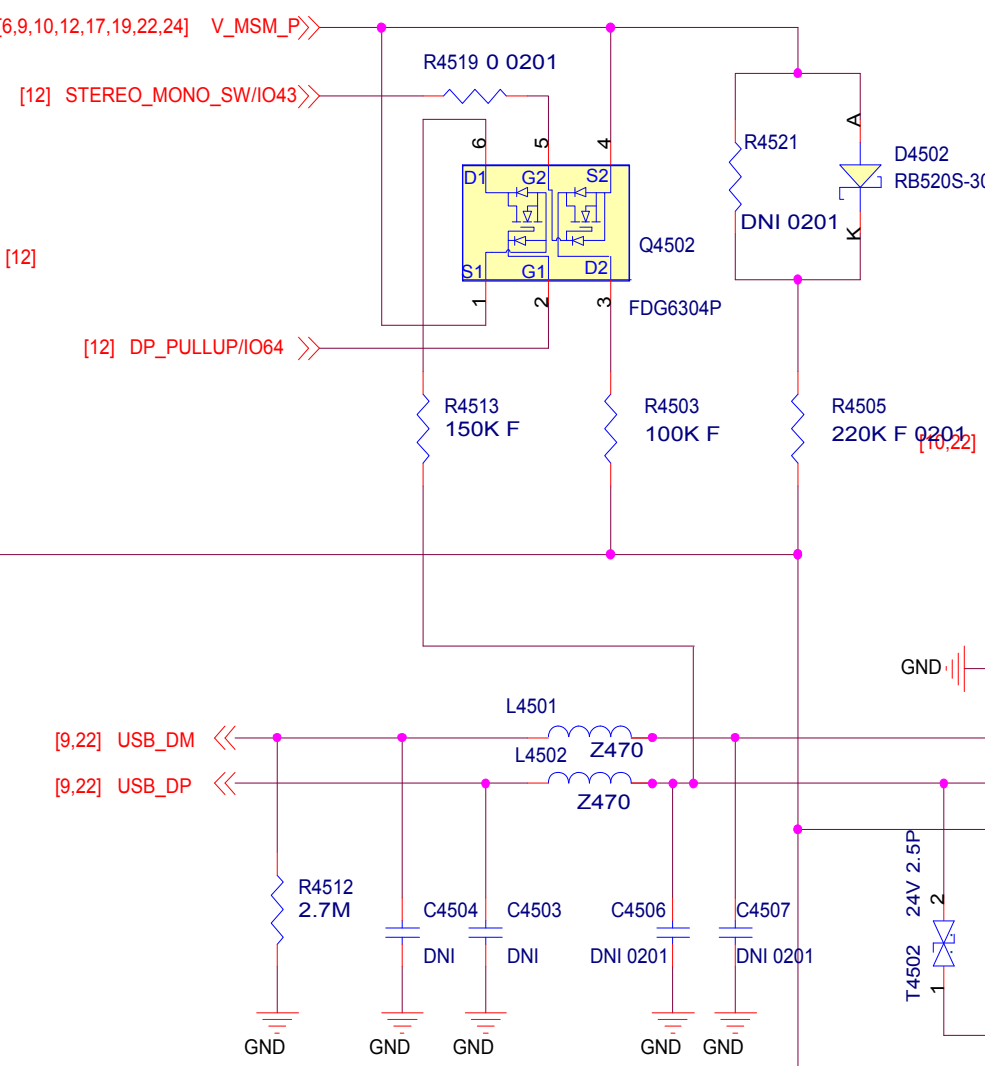 [6,9,10,12,17,19,22,24] V_MSM_P
R4519 0 0201
[12] STEREO_MONO_SW/IO43
6 5 4
A
R4521
D4502
RB520S-30
D1 G2 S2
DNI 0201
K
Q4502
[12]
S1 G1 D2
1 2 3
FDG6304P
[12] DP_PULLUP/IO64
R4513
150K F
R4503
100K F
R4505
220K F 0201
[10,22]
GND
L4501
[9,22] USB_DM
Z470
L4502
[9,22] USB_DP
Z470
24V 2.5P
2
R4512
2.7M
C4504
DNI
C4503
DNI
C4506
DNI 0201
C4507
DNI 0201
T4502
1
GND GND GND GND GND